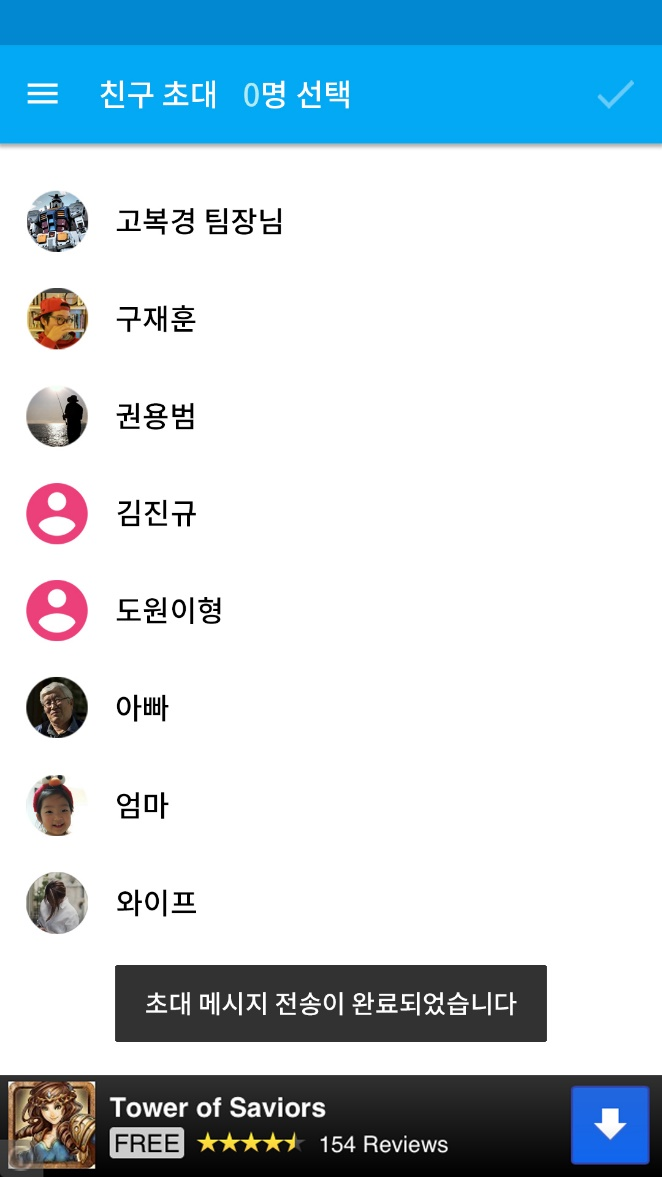 친구 초대 0명 선택
고복경 팀장님
구재훈
권용범
김진규
도원이형
아빠
엄마
와이프
초대 메시지 전송이 완료되었습니다
Tower of Saviors
FREE 154 Reviews